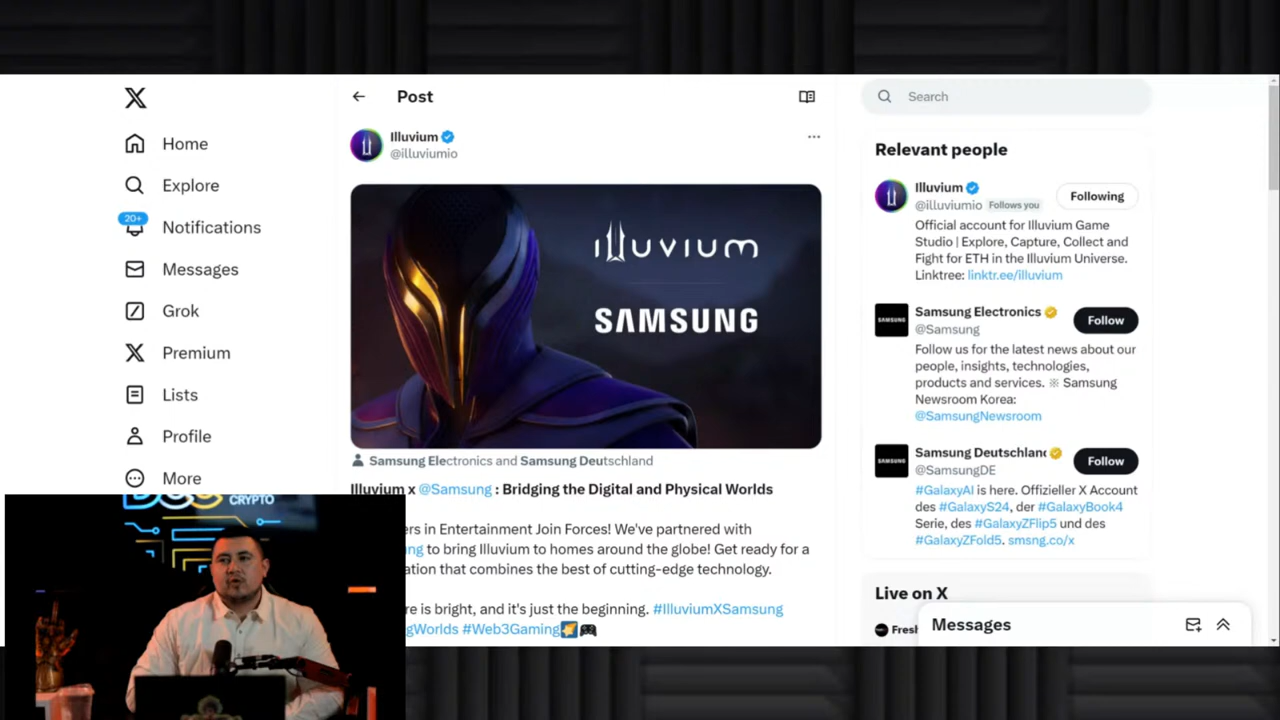 Post
Search
Home
Explore
20+
Notifications
Messages
Grok
Premium
Lists
Profile
More
Illuvium
@illuviumio
ıllUVIUM
SAMSUNG
Samsung Electronics and Samsung Deutschland
Illuvium x @Samsung : Bridging the Digital and Physical Worlds
ers in Entertainment Join Forces! We've partnered with
ng to bring Illuvium to homes around the globe! Get ready for a
ation that combines the best of cutting-edge technology.
re is bright, and it's just the beginning. #IlluviumXSamsung
gWorlds #Web3Gaming
Relevant people
Illuvium
Following
@illuviumio Follows you
Official account for Illuvium Game
Studio | Explore, Capture, Collect and
Fight for ETH in the Illuvium Universe.
Linktree: linktr.ee/illuvium
SAMSUNG
Samsung Electronics
Follow
@Samsung
Follow us for the latest news about our
people, insights, technologies,
products and services. ※ Samsung
Newsroom Korea:
@SamsungNewsroom
SAMSUNG
Samsung Deutschland
Follow
@SamsungDE
#GalaxyAI is here. Offizieller X Account
des #GalaxyS24, der #GalaxyBook4
Serie, des #GalaxyZFlip5 und des
#GalaxyZFold5. smsng.co/x
Live on X
Fresh
Messages
CRYPTO